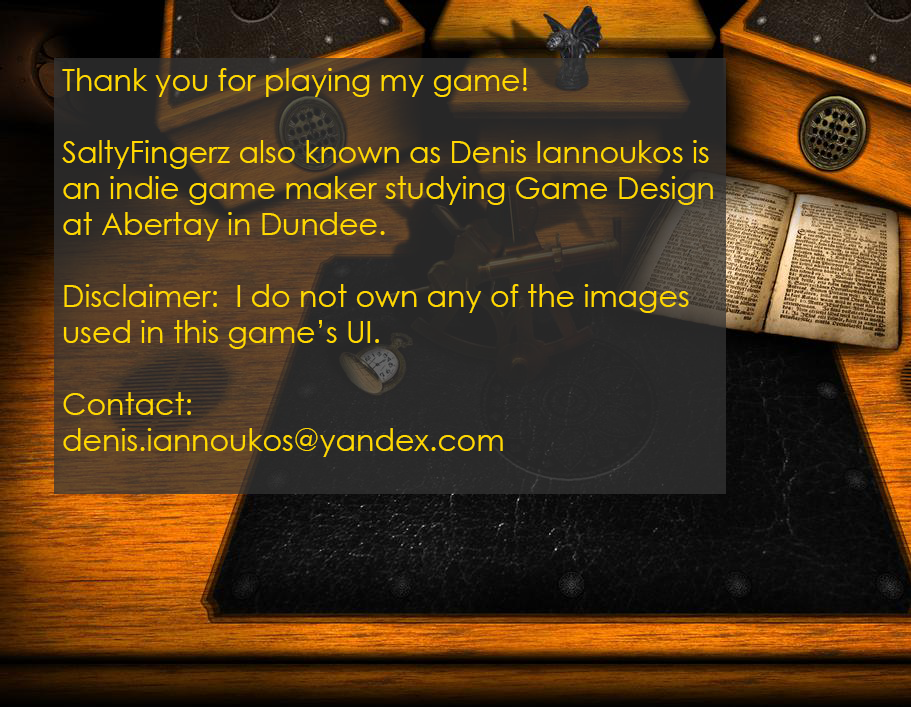 Thank you for playing my game!
SaltyFingerz also known as Denis Iannoukos is
an indie game maker studying Game Design
at Abertay in Dundee.
Disclaimer:  I do not own any of the images
used in this game’s UI.
Contact:
denis.iannoukos@yandex.com